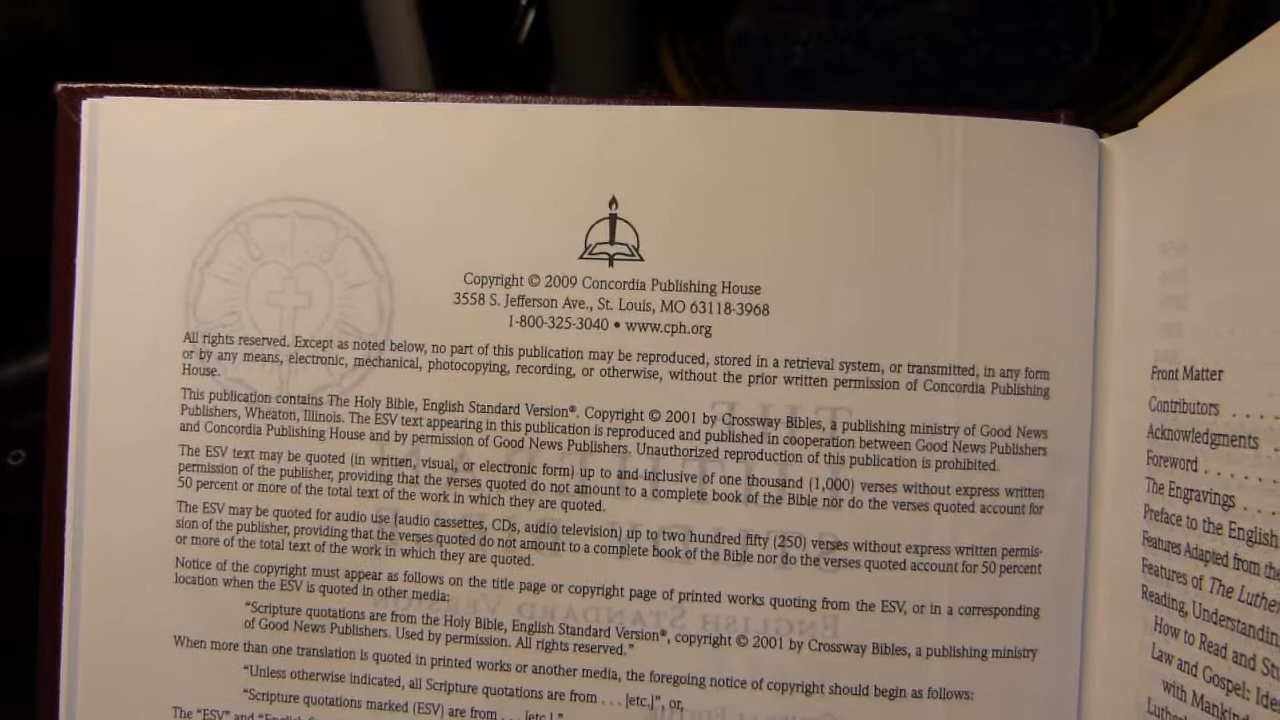 Copyright © 2009 Concordia Publishing House
3558 S. Jefferson Ave., St. Louis, MO 63118-3968
1-800-325-3040 • www.cph.org
All rights reserved. Except as noted below, no part of this publication may be reproduced, stored in a retrieval system, or transmitted, in any form
or by any means, electronic, mechanical, photocopying, recording, or otherwise, without the prior written permission of Concordia Publishing
House.
This publication contains The Holy Bible, English Standard Version®. Copyright © 2001 by Crossway Bibles, a publishing ministry of Good News
Publishers, Wheaton, Illinois. The ESV text appearing in this publication is reproduced and published in cooperation between Good News Publishers
and Concordia Publishing House and by permission of Good News Publishers. Unauthorized reproduction of this publication is prohibited.
The ESV text may be quoted (in written, visual, or electronic form) up to and inclusive of one thousand (1,000) verses without express written
permission of the publisher, providing that the verses quoted do not amount to a complete book of the Bible nor do the verses quoted account for
50 percent or more of the total text of the work in which they are quoted.
The ESV may be quoted for audio use (audio cassettes, CDs, audio television) up to two hundred fifty (250) verses without express written permis-
sion of the publisher, providing that the verses quoted do not amount to a complete book of the Bible nor do the verses quoted account for 50 percent
or more of the total text of the work in which they are quoted.
Notice of the copyright must appear as follows on the title page or copyright page of printed works quoting from the ESV, or in a corresponding
location when the ESV is quoted in other media:
“Scripture quotations are from the Holy Bible, English Standard Version®, copyright © 2001 by Crossway Bibles, a publishing ministry
of Good News Publishers. Used by permission. All rights reserved.”
When more than one translation is quoted in printed works or another media, the foregoing notice of copyright should begin as follows:
“Unless otherwise indicated, all Scripture quotations are from . . . [etc.]”, or,
“Scripture quotations marked (ESV) are from . . . [etc.].”
The “ESV” and
Front Matter
Contributors . . . .
Acknowledgments .
Foreword . . . . .
The Engravings . . .
Preface to the English
Features Adapted from the
Features of The Luthe
Reading, Understandin
How to Read and St
Law and Gospel: Ide
with Mankin
Luthe